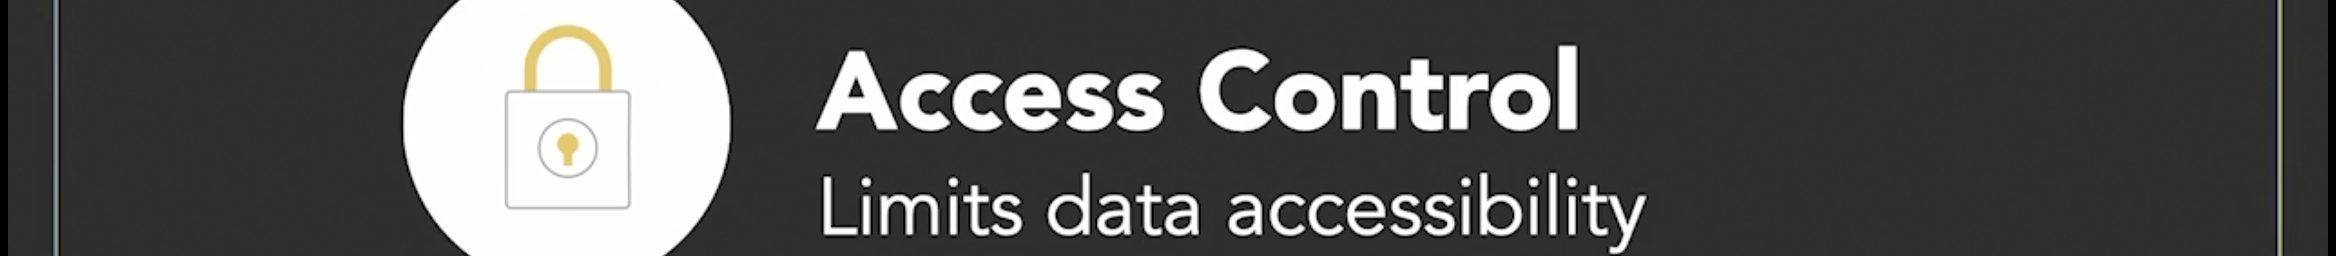 Access Control
Limits data accessibility